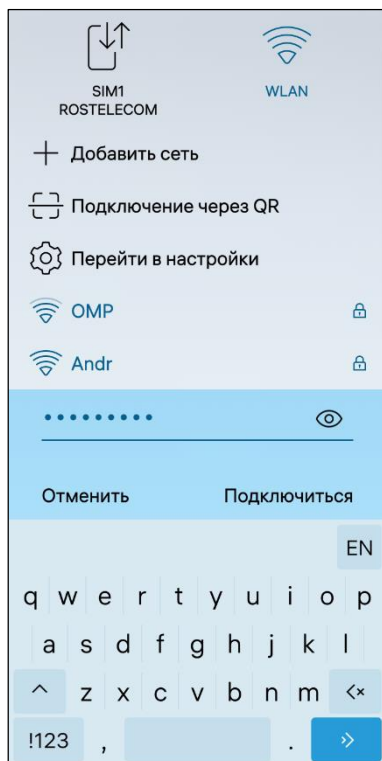 SIM1
ROSTELECOM
WLAN
Добавить сеть
Подключение через QR
Перейти в настройки
OMP
Andr
•••••••••
Отменить
Подключиться
EN
q w e r t y u i o p
a s d f g h j k l
z x c v b n m
!123 , .